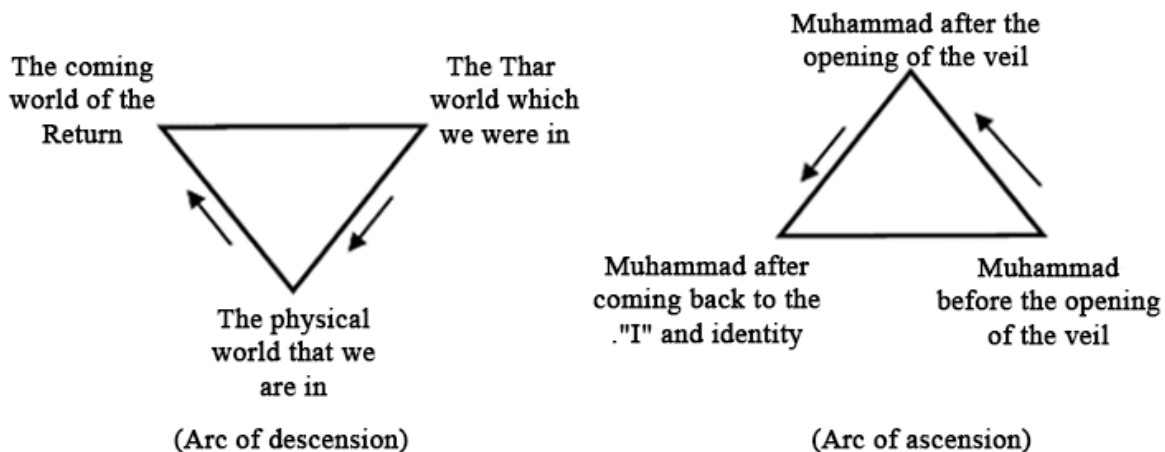 The coming
world of the
Return
The Thar
world which
we were in
The physical
world that we
are in
(Arc of descension)
Muhammad after the
opening of the veil
Muhammad after
coming back to the
."I" and identity
Muhammad
before the opening
of the veil
(Arc of ascension)